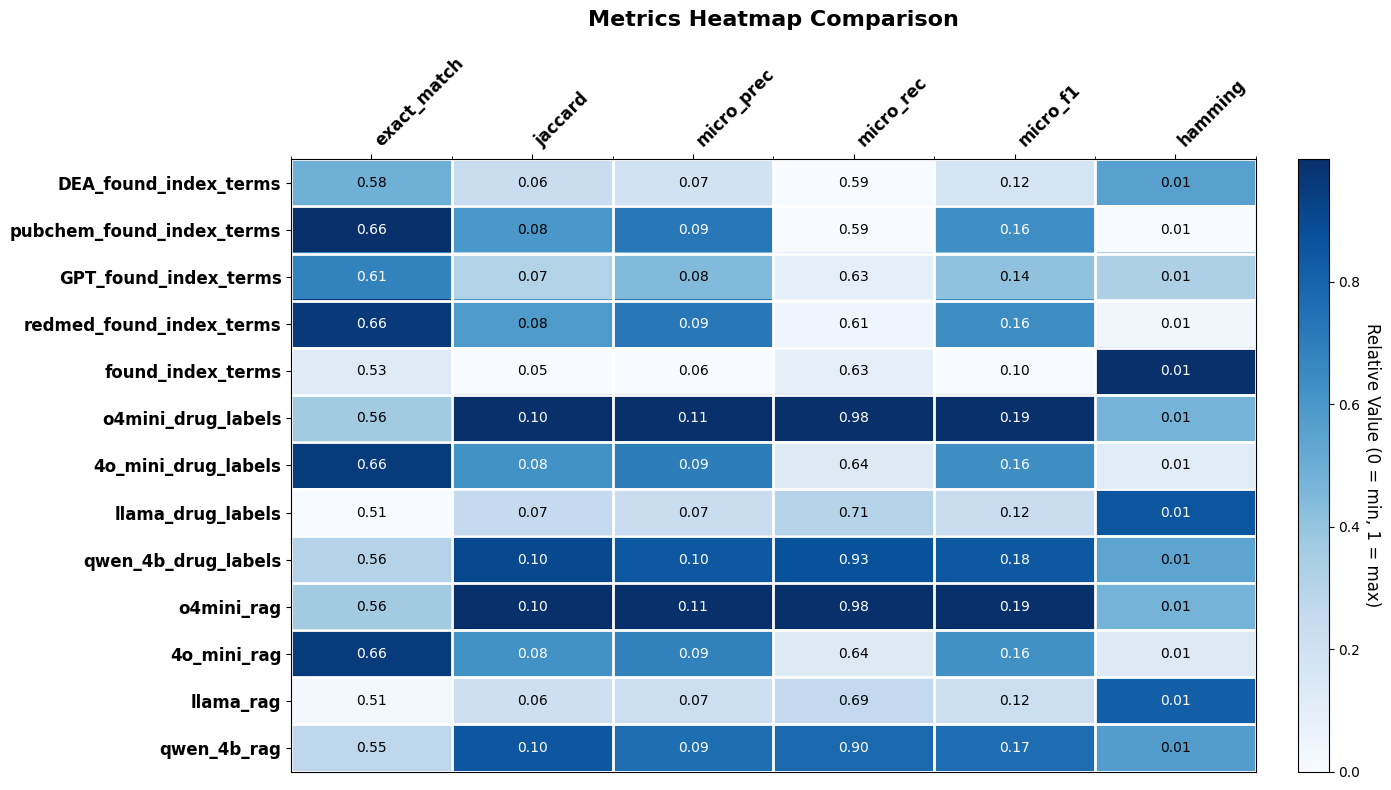 Metrics Heatmap Comparison
exact_match jaccard micro_prec micro_rec micro_f1 hamming
DEA_found_index_terms 0.58 0.06 0.07 0.59 0.12 0.01
pubchem_found_index_terms 0.66 0.08 0.09 0.59 0.16 0.01
GPT_found_index_terms 0.61 0.07 0.08 0.63 0.14 0.01
redmed_found_index_terms 0.66 0.08 0.09 0.61 0.16 0.01
found_index_terms 0.53 0.05 0.06 0.63 0.10 0.01
o4mini_drug_labels 0.56 0.10 0.11 0.98 0.19 0.01
4o_mini_drug_labels 0.66 0.08 0.09 0.64 0.16 0.01
llama_drug_labels 0.51 0.07 0.07 0.71 0.12 0.01
qwen_4b_drug_labels 0.56 0.10 0.10 0.93 0.18 0.01
o4mini_rag 0.56 0.10 0.11 0.98 0.19 0.01
4o_mini_rag 0.66 0.08 0.09 0.64 0.16 0.01
llama_rag 0.51 0.06 0.07 0.69 0.12 0.01
qwen_4b_rag 0.55 0.10 0.09 0.90 0.17 0.01
0.8
0.6
0.4
0.2
0.0
Relative Value (0 = min, 1 = max)